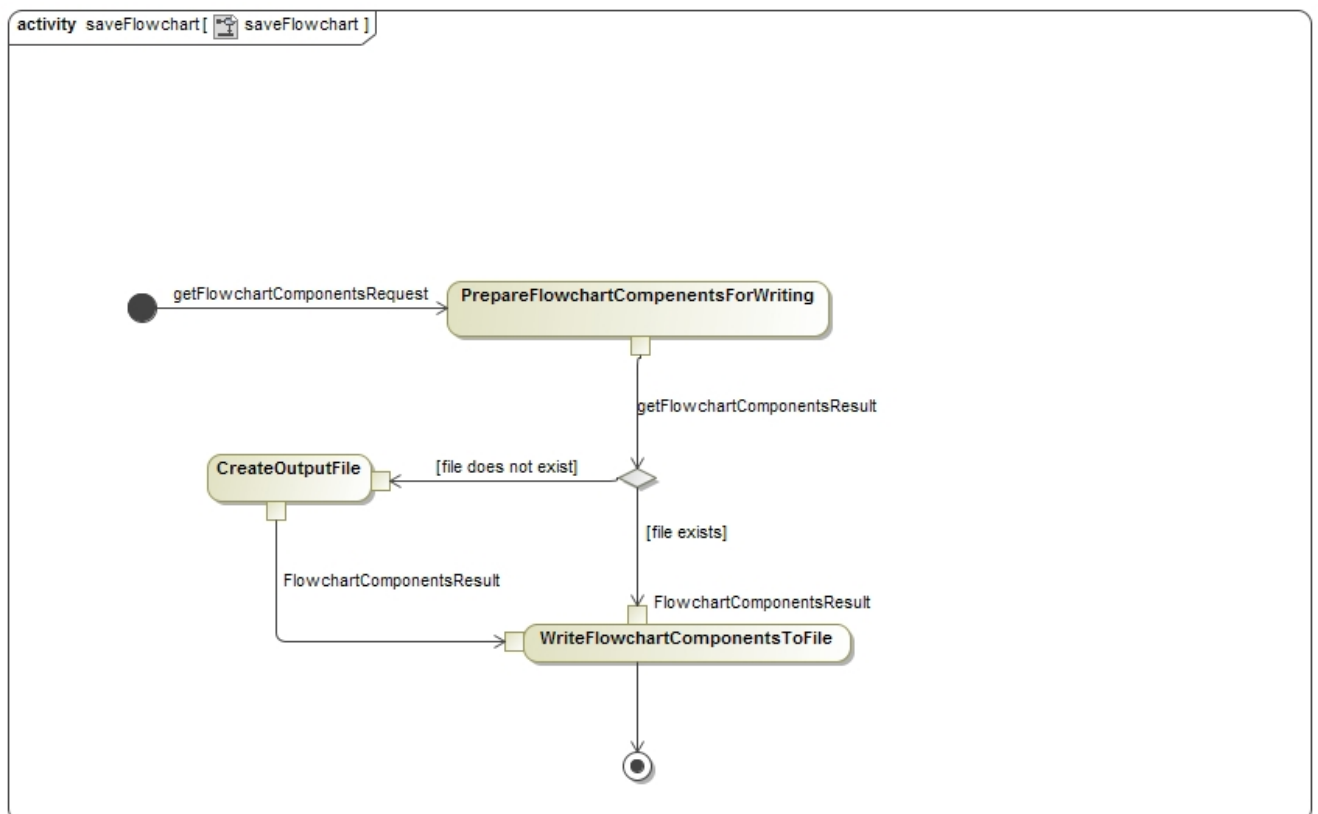 activity saveFlowchart[ saveFlowchart ]
getFlowchartComponentsRequest
PrepareFlowchartCompenentsForWriting
getFlowchartComponentsResult
CreateOutputFile
[file does not exist]
[file exists]
FlowchartComponentsResult
FlowchartComponentsResult
WriteFlowchartComponentsToFile